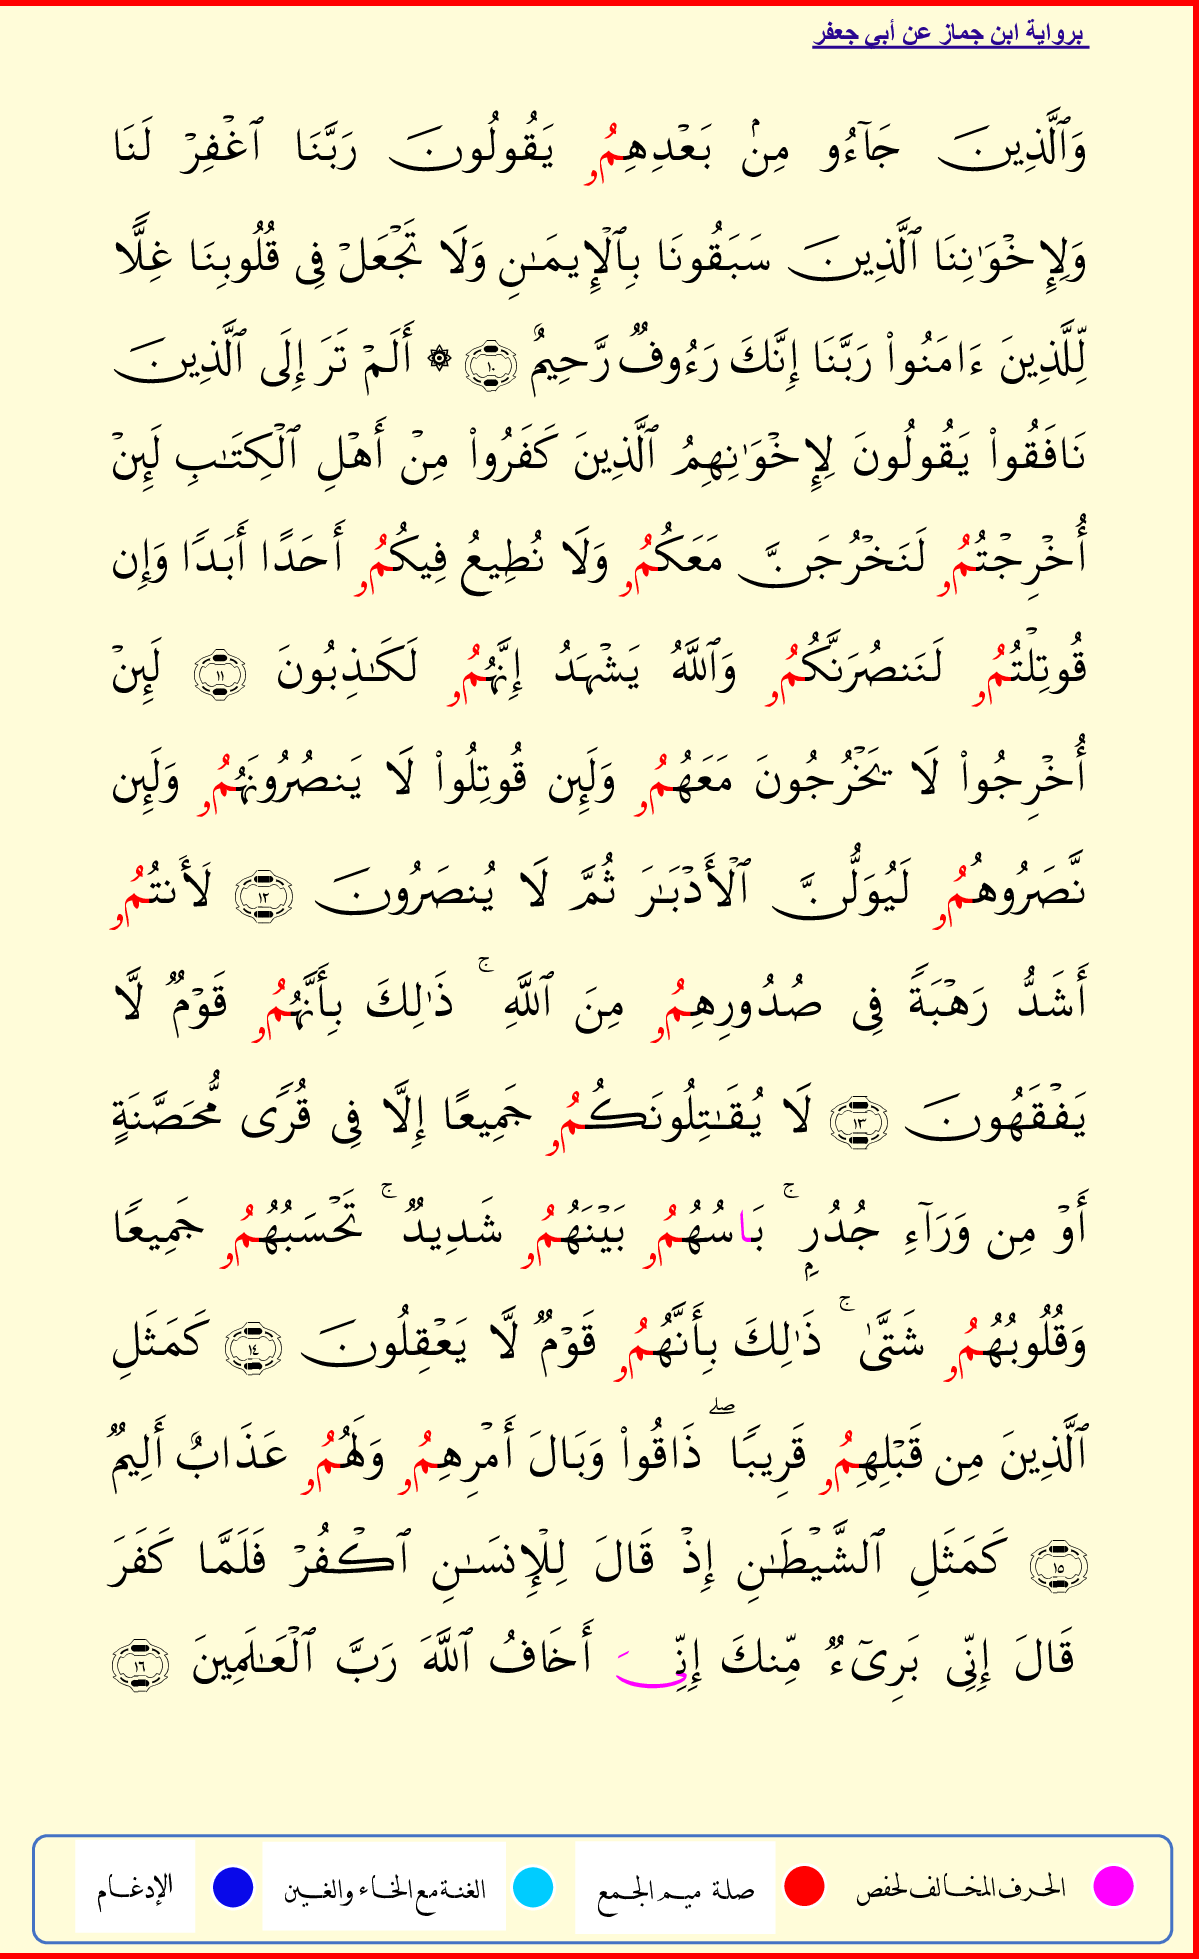 برواية ابن جماز عن أبي جعفر
وَٱلَّذِينَ جَآءُو مِنۢ بَعْدِهِمُو يَقُولُونَ رَبَّنَا ٱغْفِرْ لَنَا
وَلِإِخْوَٰنِنَا ٱلَّذِينَ سَبَقُونَا بِٱلْإِيمَـٰنِ وَلَا تَجْعَلْ فِى قُلُوبِنَا غِلًّا
لِّلَّذِينَ ءَامَنُوا۟ رَبَّنَا إِنَّكَ رَءُوفٌ رَّحِيمٌ ١٠ ۞ أَلَمْ تَرَ إِلَى ٱلَّذِينَ
نَافَقُوا۟ يَقُولُونَ لِإِخْوَٰنِهِمُ ٱلَّذِينَ كَفَرُوا۟ مِنْ أَهْلِ ٱلْكِتَـٰبِ لَئِنْ
أُخْرِجْتُمُو لَنَخْرُجَنَّ مَعَكُمُو وَلَا نُطِيعُ فِيكُمُو أَحَدًا أَبَدًا وَإِن
قُوتِلْتُمُو لَنَنصُرَنَّكُمُو وَٱللَّهُ يَشْهَدُ إِنَّهُمُو لَكَـٰذِبُونَ ١١ لَئِنْ
أُخْرِجُوا۟ لَا يَخْرُجُونَ مَعَهُمُو وَلَئِن قُوتِلُوا۟ لَا يَنصُرُونَهُمُو وَلَئِن
نَّصَرُوهُمُو لَيُوَلُّنَّ ٱلْأَدْبَـٰرَ ثُمَّ لَا يُنصَرُونَ ١٢ لَأَنتُمُو
أَشَدُّ رَهْبَةً فِى صُدُورِهِمُو مِنَ ٱللَّهِ ۚ ذَٰلِكَ بِأَنَّهُمُو قَوْمٌ لَّا
يَفْقَهُونَ ١٣ لَا يُقَـٰتِلُونَكُمُو جَمِيعًا إِلَّا فِى قُرًى مُّحَصَّنَةٍ
أَوْ مِن وَرَآءِ جُدُرٍۭ ۚ بَاسُهُمُو بَيْنَهُمُو شَدِيدٌ ۚ تَحْسَبُهُمُو جَمِيعًا
وَقُلُوبُهُمُو شَتَّىٰ ۚ ذَٰلِكَ بِأَنَّهُمُو قَوْمٌ لَّا يَعْقِلُونَ ١٤ كَمَثَلِ
ٱلَّذِينَ مِن قَبْلِهِمُو قَرِيبًا ۖ ذَاقُوا۟ وَبَالَ أَمْرِهِمُو وَلَهُمُو عَذَابٌ أَلِيمٌ
١٥ كَمَثَلِ ٱلشَّيْطَـٰنِ إِذْ قَالَ لِلْإِنسَـٰنِ ٱكْفُرْ فَلَمَّا كَفَرَ
قَالَ إِنِّى بَرِىٓءٌ مِّنكَ إِنِّىَ أَخَافُ ٱللَّهَ رَبَّ ٱلْعَـٰلَمِينَ ١٦
الحرف المخالف لحفص صلة ميم الجمع الغنة مع الخاء والغين الإدغام